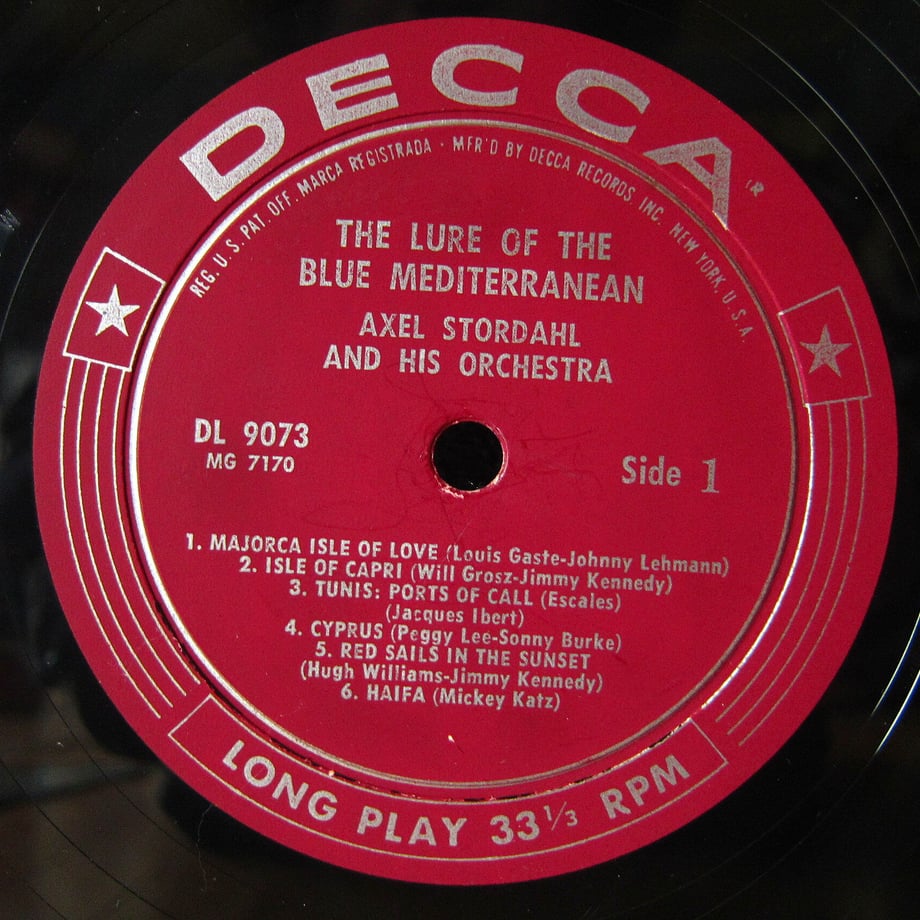 DECCA
®
REG. U. S. PAT. OFF. MARCA REGISTRADA · MFR'D BY DECCA RECORDS, INC., NEW YORK, U. S. A.
THE LURE OF THE
BLUE MEDITERRANEAN
AXEL STORDAHL
AND HIS ORCHESTRA
DL 9073
MG 7170
Side 1
1. MAJORCA ISLE OF LOVE (Louis Gaste-Johnny Lehmann)
2. ISLE OF CAPRI (Will Grosz-Jimmy Kennedy)
3. TUNIS: PORTS OF CALL (Escales)
(Jacques Ibert)
4. CYPRUS (Peggy Lee-Sonny Burke)
5. RED SAILS IN THE SUNSET
(Hugh Williams-Jimmy Kennedy)
6. HAIFA (Mickey Katz)
LONG PLAY 33⅓ RPM